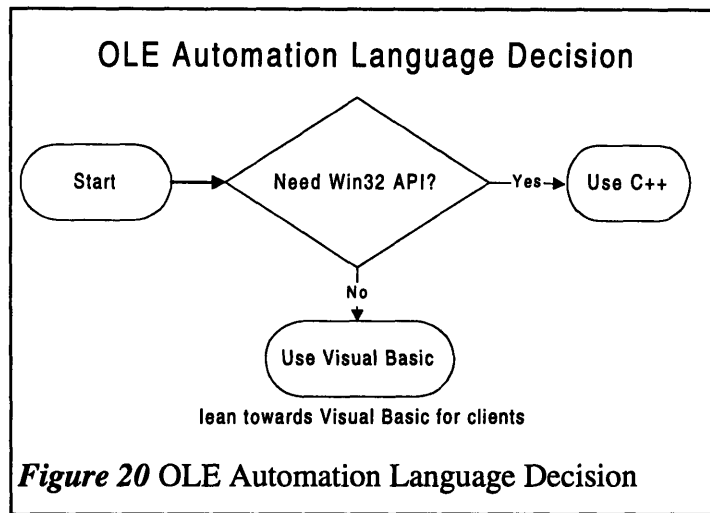 OLE Automation Language Decision
Start
Need Win32 API?
Yes
Use C++
No
Use Visual Basic
lean towards Visual Basic for clients
Figure 20 OLE Automation Language Decision